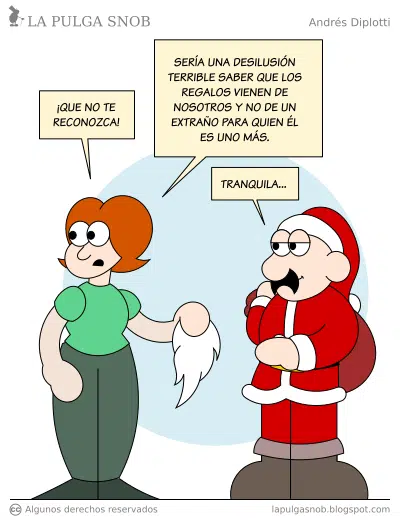 LA PULGA SNOB
Andrés Diplotti
¡QUE NO TE
RECONOZCA!
SERÍA UNA DESILUSIÓN
TERRIBLE SABER QUE LOS
REGALOS VIENEN DE
NOSOTROS Y NO DE UN
EXTRAÑO PARA QUIEN ÉL
ES UNO MÁS.
TRANQUILA...
cc Algunos derechos reservados
lapulgasnob.blogspot.com